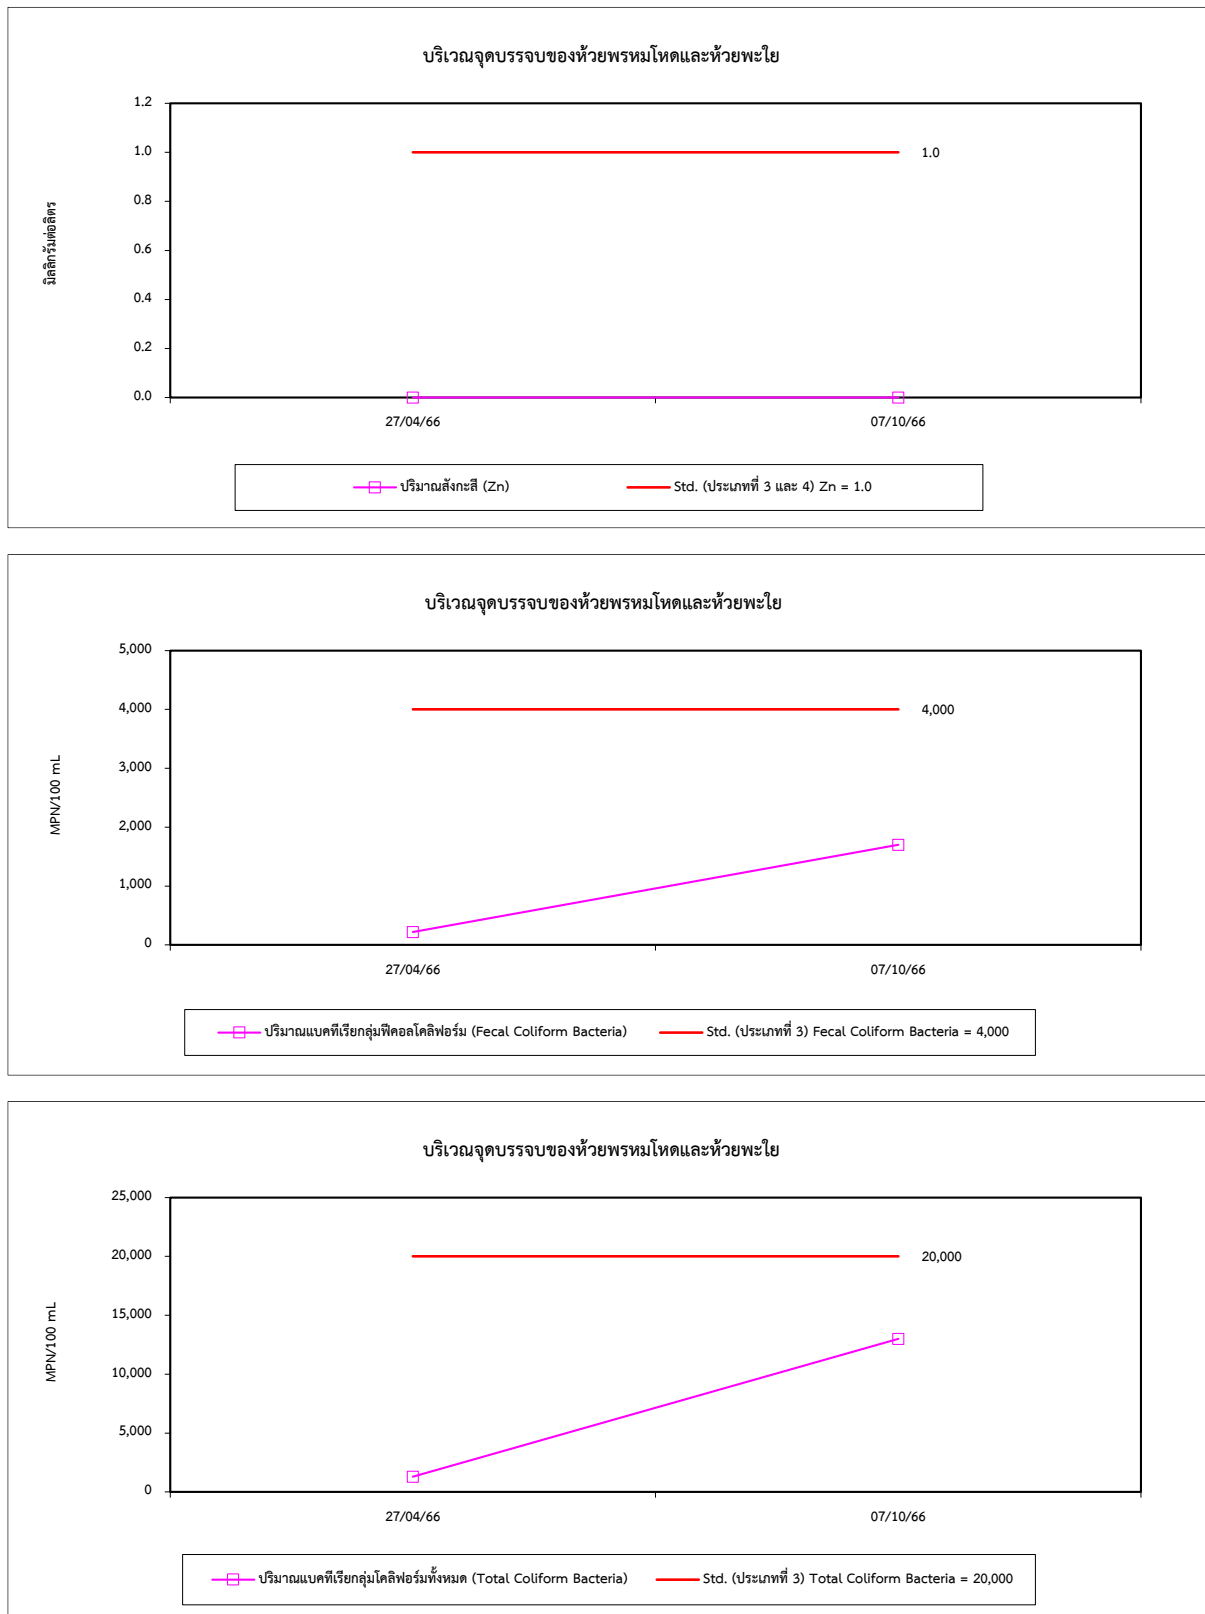 บริเวณจุดบรรจบของห้วยพรหมโหดและห้วยพะใย
1.2
1.0
0.8
0.6
0.4
0.2
0.0
มิลลิกรัมต่อลิตร
1.0
27/04/66 07/10/66
ปริมาณสังกะสี (Zn) Std. (ประเภทที่ 3 และ 4) Zn = 1.0
บริเวณจุดบรรจบของห้วยพรหมโหดและห้วยพะใย
5,000
4,000
3,000
2,000
1,000
0
MPN/100 mL
4,000
27/04/66 07/10/66
ปริมาณแบคทีเรียกลุ่มฟีคอลโคลิฟอร์ม (Fecal Coliform Bacteria) Std. (ประเภทที่ 3) Fecal Coliform Bacteria = 4,000
บริเวณจุดบรรจบของห้วยพรหมโหดและห้วยพะใย
25,000
20,000
15,000
10,000
5,000
0
MPN/100 mL
20,000
27/04/66 07/10/66
ปริมาณแบคทีเรียกลุ่มโคลิฟอร์มทั้งหมด (Total Coliform Bacteria) Std. (ประเภทที่ 3) Total Coliform Bacteria = 20,000